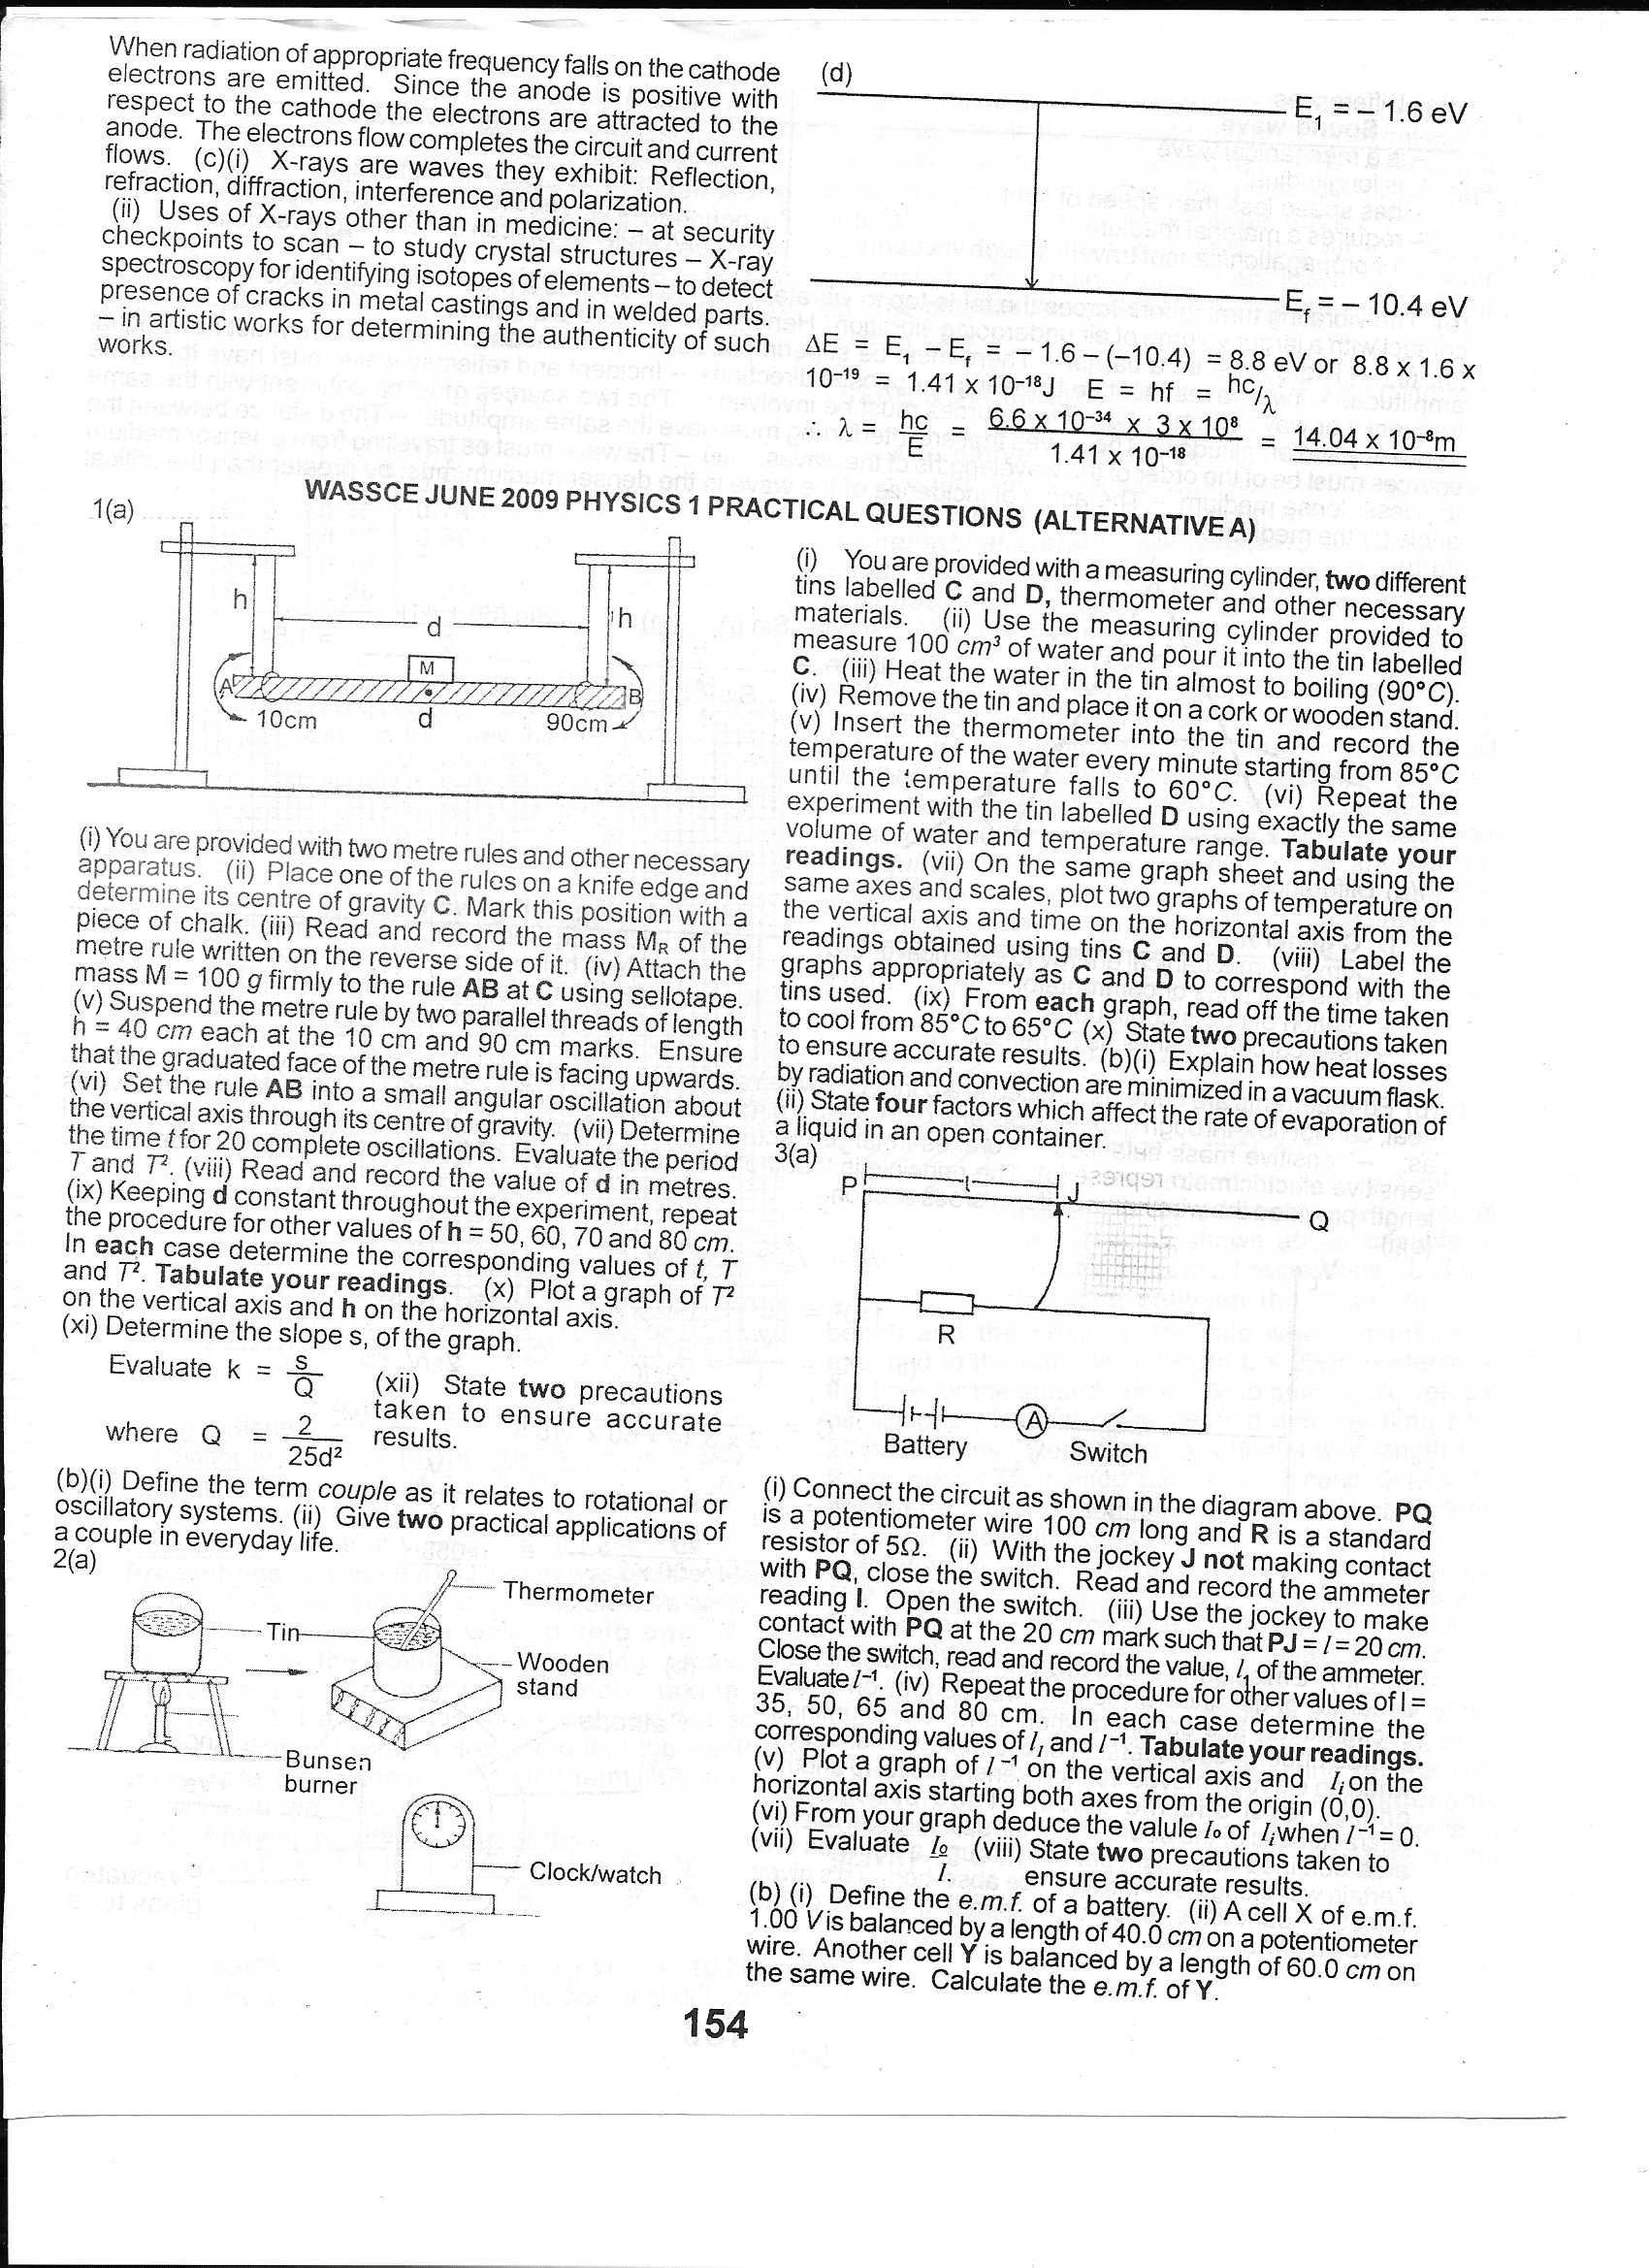 When radiation of appropriate frequency falls on the cathode
electrons are emitted. Since the anode is positive with
respect to the cathode the electrons are attracted to the
anode. The electrons flow completes the circuit and current
flows. (c)(i) X-rays are waves they exhibit: Reflection,
refraction, diffraction, interference and polarization.
(ii) Uses of X-rays other than in medicine: – at security
checkpoints to scan – to study crystal structures – X-ray
spectroscopy for identifying isotopes of elements – to detect
presence of cracks in metal castings and in welded parts.
– in artistic works for determining the authenticity of such
works.
(d)
E₁ = – 1.6 eV
E_f = – 10.4 eV
ΔE = E₁ – E_f = – 1.6 – (–10.4) = 8.8 eV or 8.8 x 1.6 x
10⁻¹⁹ = 1.41 x 10⁻¹⁸J E = hf = hc/λ
∴ λ = hc/E = 6.6 x 10⁻³⁴ x 3 x 10⁸ / 1.41 x 10⁻¹⁸ = 14.04 x 10⁻⁸m
WASSCE JUNE 2009 PHYSICS 1 PRACTICAL QUESTIONS (ALTERNATIVE A)
1(a)
h
d
h
M
A
B
10cm
d
90cm
(i) You are provided with two metre rules and other necessary
apparatus. (ii) Place one of the rules on a knife edge and
determine its centre of gravity C. Mark this position with a
piece of chalk. (iii) Read and record the mass M_R of the
metre rule written on the reverse side of it. (iv) Attach the
mass M = 100 g firmly to the rule AB at C using sellotape.
(v) Suspend the metre rule by two parallel threads of length
h = 40 cm each at the 10 cm and 90 cm marks. Ensure
that the graduated face of the metre rule is facing upwards.
(vi) Set the rule AB into a small angular oscillation about
the vertical axis through its centre of gravity. (vii) Determine
the time t for 20 complete oscillations. Evaluate the period
T and T². (viii) Read and record the value of d in metres.
(ix) Keeping d constant throughout the experiment, repeat
the procedure for other values of h = 50, 60, 70 and 80 cm.
In each case determine the corresponding values of t, T
and T². Tabulate your readings. (x) Plot a graph of T²
on the vertical axis and h on the horizontal axis.
(xi) Determine the slope s, of the graph.
Evaluate k = s/Q
where Q = 2/25d²
(xii) State two precautions
taken to ensure accurate
results.
(b)(i) Define the term couple as it relates to rotational or
oscillatory systems. (ii) Give two practical applications of
a couple in everyday life.
2(a)
Thermometer
Tin
Wooden
stand
Bunsen
burner
Clock/watch
(i) You are provided with a measuring cylinder, two different
tins labelled C and D, thermometer and other necessary
materials. (ii) Use the measuring cylinder provided to
measure 100 cm³ of water and pour it into the tin labelled
C. (iii) Heat the water in the tin almost to boiling (90°C).
(iv) Remove the tin and place it on a cork or wooden stand.
(v) Insert the thermometer into the tin and record the
temperature of the water every minute starting from 85°C
until the temperature falls to 60°C. (vi) Repeat the
experiment with the tin labelled D using exactly the same
volume of water and temperature range. Tabulate your
readings. (vii) On the same graph sheet and using the
same axes and scales, plot two graphs of temperature on
the vertical axis and time on the horizontal axis from the
readings obtained using tins C and D. (viii) Label the
graphs appropriately as C and D to correspond with the
tins used. (ix) From each graph, read off the time taken
to cool from 85°C to 65°C (x) State two precautions taken
to ensure accurate results. (b)(i) Explain how heat losses
by radiation and convection are minimized in a vacuum flask.
(ii) State four factors which affect the rate of evaporation of
a liquid in an open container.
3(a)
P
l
J
Q
R
A
Battery
Switch
(i) Connect the circuit as shown in the diagram above. PQ
is a potentiometer wire 100 cm long and R is a standard
resistor of 5Ω. (ii) With the jockey J not making contact
with PQ, close the switch. Read and record the ammeter
reading I. Open the switch. (iii) Use the jockey to make
contact with PQ at the 20 cm mark such that PJ = l = 20 cm.
Close the switch, read and record the value, I₁ of the ammeter.
Evaluate l⁻¹. (iv) Repeat the procedure for other values of l =
35, 50, 65 and 80 cm. In each case determine the
corresponding values of I₁ and l⁻¹. Tabulate your readings.
(v) Plot a graph of l⁻¹ on the vertical axis and I₁ on the
horizontal axis starting both axes from the origin (0,0).
(vi) From your graph deduce the valule I₀ of I₁ when l⁻¹ = 0.
(vii) Evaluate I₀/I. (viii) State two precautions taken to
ensure accurate results.
(b) (i) Define the e.m.f. of a battery. (ii) A cell X of e.m.f.
1.00 V is balanced by a length of 40.0 cm on a potentiometer
wire. Another cell Y is balanced by a length of 60.0 cm on
the same wire. Calculate the e.m.f. of Y.
154